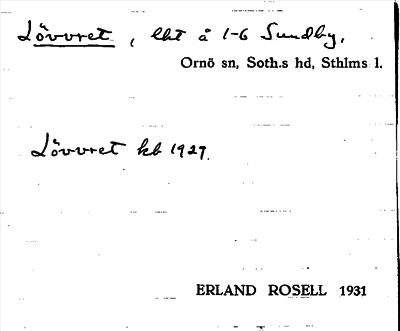 Lövvret, lht å 1-6 Sundby,
Ornö sn, Soth.s hd, Sthlms l.
Lövvret kb 1927.
ERLAND ROSELL 1931